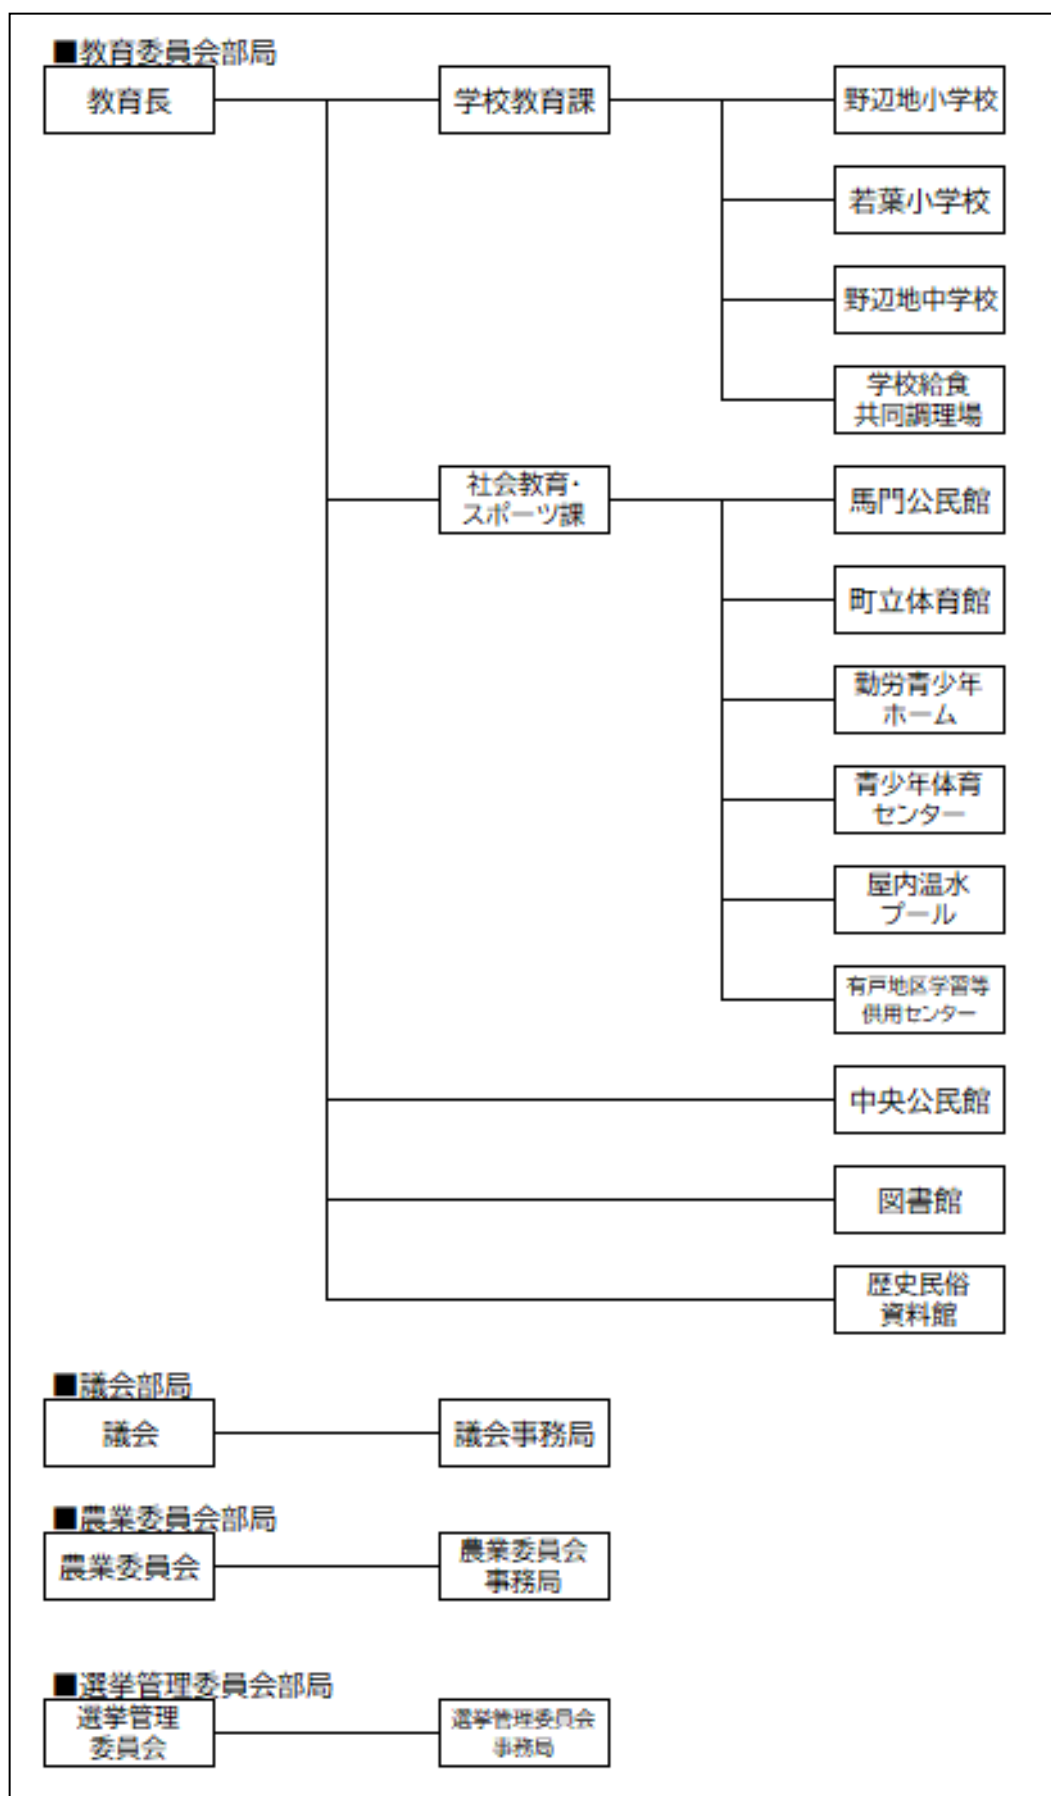 ■教育委員会部局
教育長
学校教育課
野辺地小学校
若葉小学校
野辺地中学校
学校給食
共同調理場
社会教育・
スポーツ課
馬門公民館
町立体育館
勤労青少年
ホーム
青少年体育
センター
屋内温水
プール
有戸地区学習等
供用センター
中央公民館
図書館
歴史民俗
資料館
■議会部局
議会
議会事務局
■農業委員会部局
農業委員会
農業委員会
事務局
■選挙管理委員会部局
選挙管理
委員会
選挙管理委員会
事務局